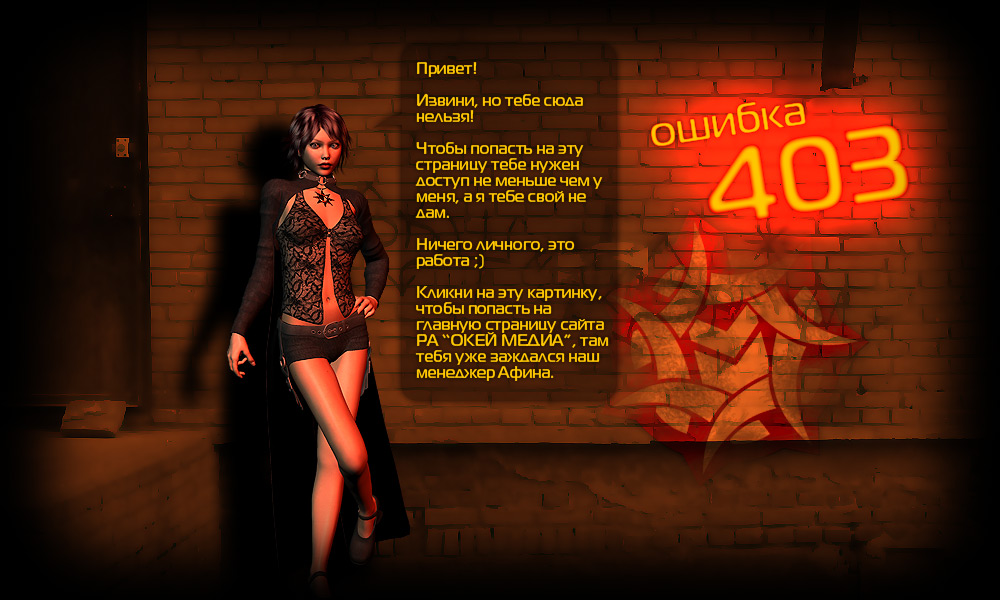 Привет!
Извини, но тебе сюда
нельзя!
Чтобы попасть на эту
страницу тебе нужен
доступ не меньше чем у
меня, а я тебе свой не
дам.
Ничего личного, это
работа ;)
Кликни на эту картинку,
чтобы попасть на
главную страницу сайта
РА “ОКЕЙ МЕДИА”, там
тебя уже заждался наш
менеджер Афина.
ошибка
403